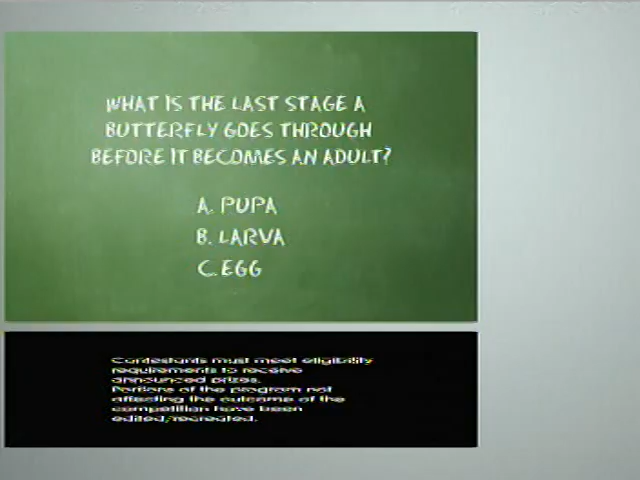 WHAT IS THE LAST STAGE A
BUTTERFLY GOES THROUGH
BEFORE IT BECOMES AN ADULT?
A. PUPA
B. LARVA
C. EGG
Contestants must meet eligibility
requirements to receive
announced prizes.
Portions of the program not
affecting the outcome of the
competition have been
edited/recreated.